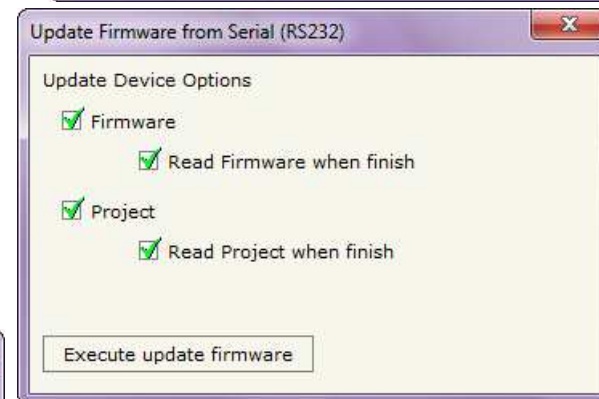 Update Firmware from Serial (RS232)
Update Device Options
Firmware
Read Firmware when finish
Project
Read Project when finish
Execute update firmware